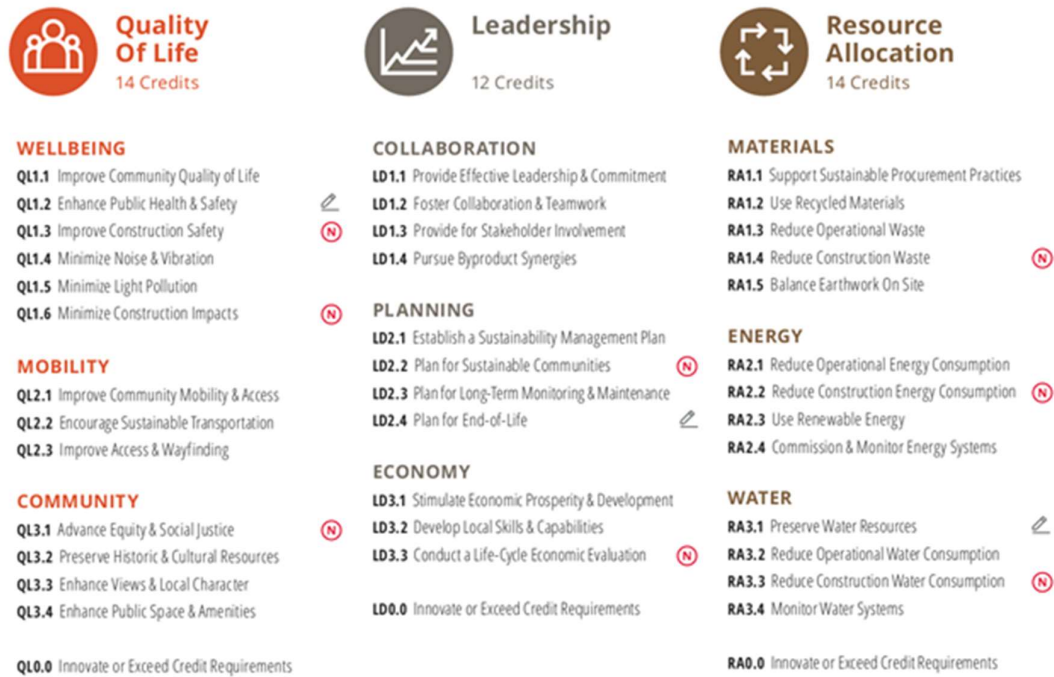 Quality
Of Life
14 Credits
WELLBEING
QL1.1 Improve Community Quality of Life
QL1.2 Enhance Public Health & Safety
QL1.3 Improve Construction Safety N
QL1.4 Minimize Noise & Vibration
QL1.5 Minimize Light Pollution
QL1.6 Minimize Construction Impacts N
MOBILITY
QL2.1 Improve Community Mobility & Access
QL2.2 Encourage Sustainable Transportation
QL2.3 Improve Access & Wayfinding
COMMUNITY
QL3.1 Advance Equity & Social Justice N
QL3.2 Preserve Historic & Cultural Resources
QL3.3 Enhance Views & Local Character
QL3.4 Enhance Public Space & Amenities
QL0.0 Innovate or Exceed Credit Requirements
Leadership
12 Credits
COLLABORATION
LD1.1 Provide Effective Leadership & Commitment
LD1.2 Foster Collaboration & Teamwork
LD1.3 Provide for Stakeholder Involvement
LD1.4 Pursue Byproduct Synergies
PLANNING
LD2.1 Establish a Sustainability Management Plan
LD2.2 Plan for Sustainable Communities N
LD2.3 Plan for Long-Term Monitoring & Maintenance
LD2.4 Plan for End-of-Life
ECONOMY
LD3.1 Stimulate Economic Prosperity & Development
LD3.2 Develop Local Skills & Capabilities
LD3.3 Conduct a Life-Cycle Economic Evaluation N
LD0.0 Innovate or Exceed Credit Requirements
Resource
Allocation
14 Credits
MATERIALS
RA1.1 Support Sustainable Procurement Practices
RA1.2 Use Recycled Materials
RA1.3 Reduce Operational Waste
RA1.4 Reduce Construction Waste N
RA1.5 Balance Earthwork On Site
ENERGY
RA2.1 Reduce Operational Energy Consumption
RA2.2 Reduce Construction Energy Consumption N
RA2.3 Use Renewable Energy
RA2.4 Commission & Monitor Energy Systems
WATER
RA3.1 Preserve Water Resources
RA3.2 Reduce Operational Water Consumption
RA3.3 Reduce Construction Water Consumption N
RA3.4 Monitor Water Systems
RA0.0 Innovate or Exceed Credit Requirements